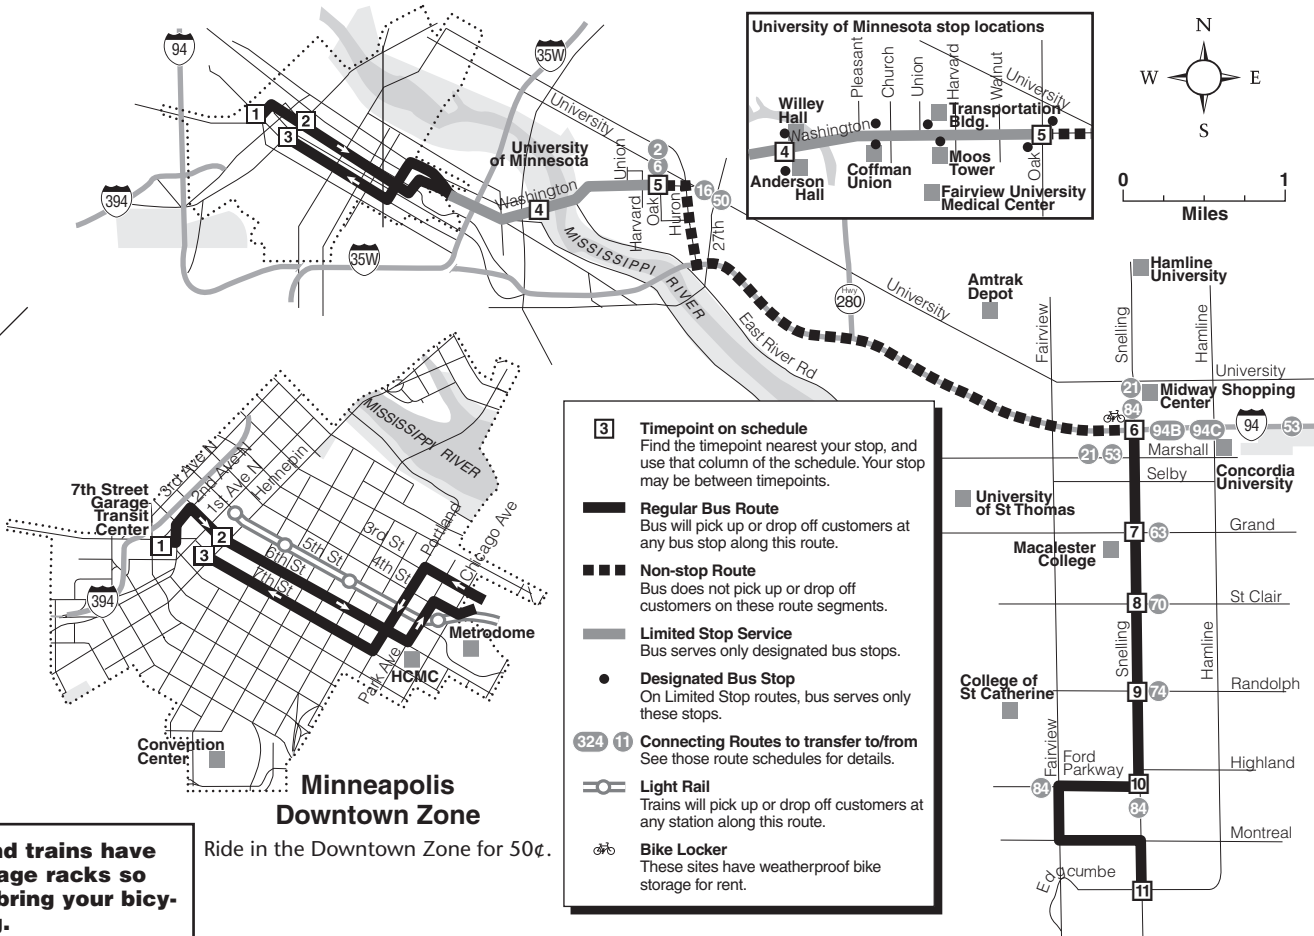 94
35W
1
2
3
394
35W
University
University
of Minnesota
Union
2
6
5
16
50
Washington
4
Harvard
Oak
Huron
27th
MISSISSIPPI
RIVER
East River Rd
University of Minnesota stop locations
Pleasant
Church
Union
Harvard
Walnut
University
Willey
Hall
Washington
Transportation
Bldg.
4
5
Oak
Anderson
Hall
Coffman
Union
Moos
Tower
Fairview University
Medical Center
N
W
E
S
0
1
Miles
Hwy
280
University
Amtrak
Depot
Hamline
University
Fairview
Snelling
Hamline
University
21
Midway Shopping
Center
84
6
94B
94C
94
53
21
53
Marshall
Selby
Concordia
University
University
of St Thomas
7
63
Grand
Macalester
College
8
70
St Clair
Snelling
Hamline
College of
St Catherine
9
74
Randolph
Fairview
Ford
Parkway
Highland
84
10
84
Montreal
Edgcumbe
11
MISSISSIPPI
RIVER
3rd Ave N
2nd Ave N
1st Ave N
Hennepin
7th Street
Garage
Transit
Center
1
2
3
3rd St
4th St
5th St
6th St
7th St
Portland
Chicago Ave
394
Metrodome
HCMC
Park Ave
Convention
Center
Minneapolis
Downtown Zone
Ride in the Downtown Zone for 50¢.
3
Timepoint on schedule
Find the timepoint nearest your stop, and
use that column of the schedule. Your stop
may be between timepoints.
Regular Bus Route
Bus will pick up or drop off customers at
any bus stop along this route.
Non-stop Route
Bus does not pick up or drop off
customers on these route segments.
Limited Stop Service
Bus serves only designated bus stops.
Designated Bus Stop
On Limited Stop routes, bus serves only
these stops.
324 11 Connecting Routes to transfer to/from
See those route schedules for details.
Light Rail
Trains will pick up or drop off customers at
any station along this route.
Bike Locker
These sites have weatherproof bike
storage for rent.
nd trains have
age racks so
bring your bicy-